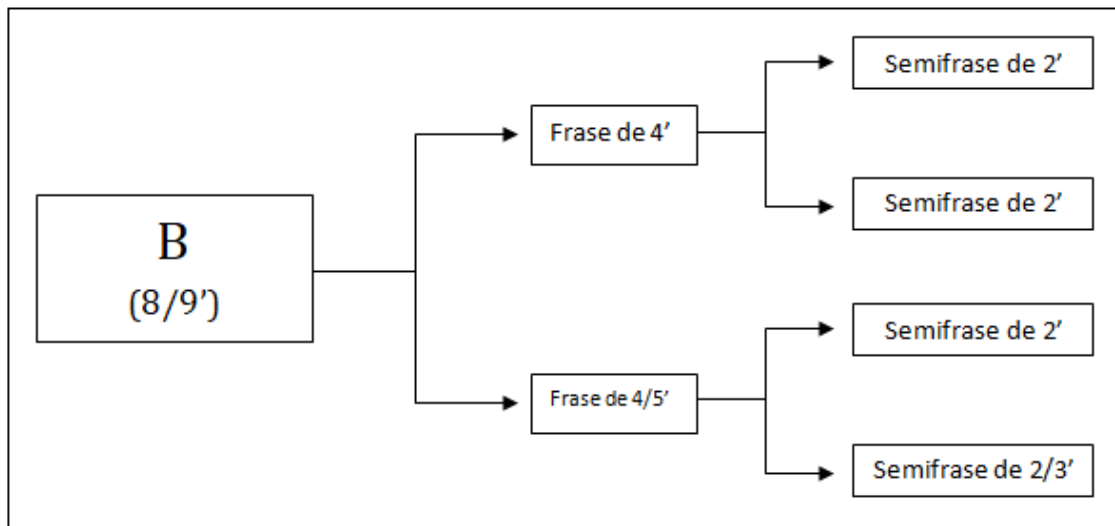 B
(8/9’)
Frase de 4’
Frase de 4/5’
Semifrase de 2’
Semifrase de 2’
Semifrase de 2’
Semifrase de 2/3’